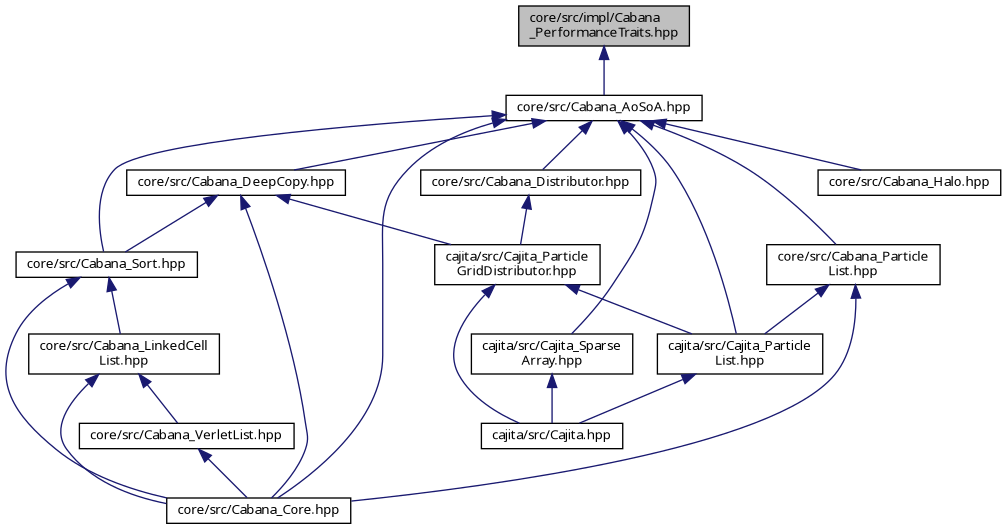 core/src/impl/Cabana
_PerformanceTraits.hpp
core/src/Cabana_AoSoA.hpp
core/src/Cabana_DeepCopy.hpp
core/src/Cabana_Distributor.hpp
core/src/Cabana_Halo.hpp
core/src/Cabana_Sort.hpp
cajita/src/Cajita_Particle
GridDistributor.hpp
core/src/Cabana_Particle
List.hpp
core/src/Cabana_LinkedCell
List.hpp
cajita/src/Cajita_Sparse
Array.hpp
cajita/src/Cajita_Particle
List.hpp
core/src/Cabana_VerletList.hpp
cajita/src/Cajita.hpp
core/src/Cabana_Core.hpp